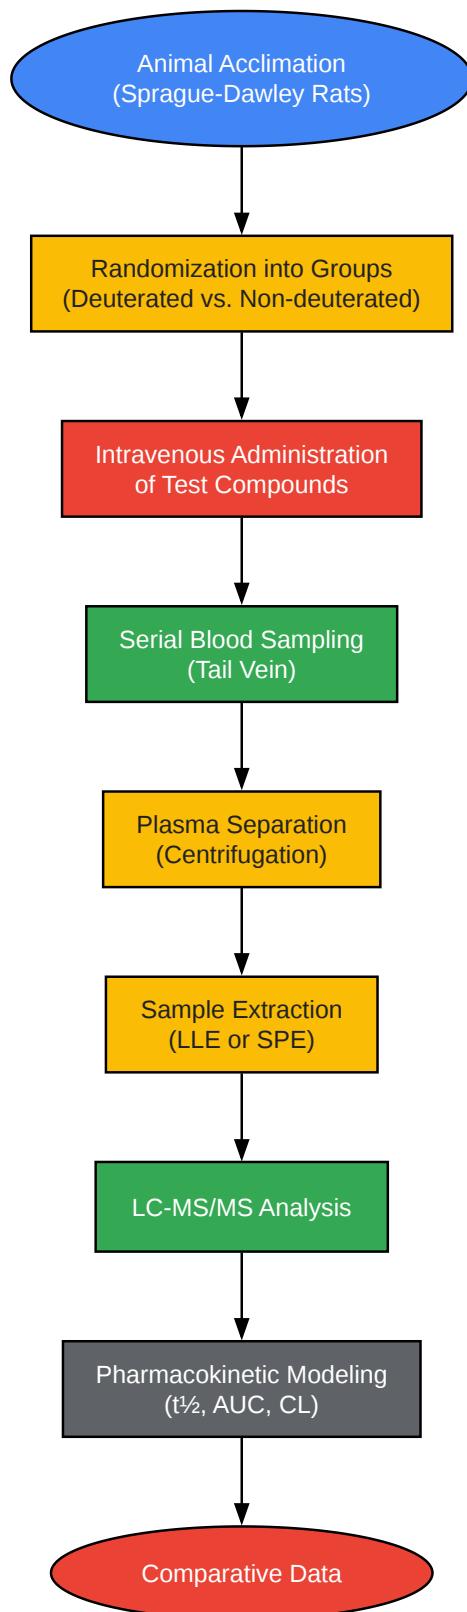 Animal Acclimation
(Sprague-Dawley Rats)
Randomization into Groups
(Deuterated vs. Non-deuterated)
Intravenous Administration
of Test Compounds
Serial Blood Sampling
(Tail Vein)
Plasma Separation
(Centrifugation)
Sample Extraction
(LLE or SPE)
LC-MS/MS Analysis
Pharmacokinetic Modeling
(t½, AUC, CL)
Comparative Data